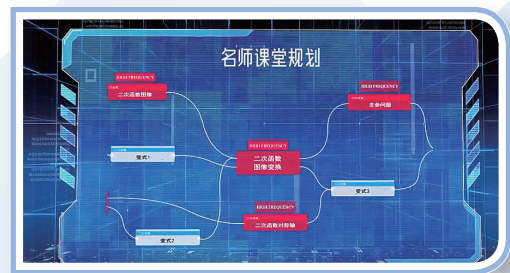 名师课堂规划
HIGH FREQUENCY
二次函数图像
HIGH FREQUENCY
含参问题
变式1
HIGH FREQUENCY
二次函数
图像变换
变式3
HIGH FREQUENCY
二次函数对称轴
变式2